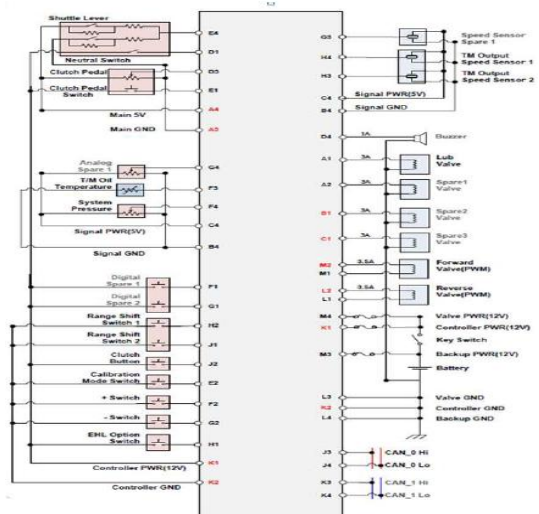 Shuttle Lever
E4
D1
Neutral Switch
Clutch Pedal
D3
Clutch Pedal
Switch
E1
A4
Main 5V
Main GND
A5
Analog
Spare 1
G4
T/M Oil
Temperature
F3
System
Pressure
F4
C4
Signal PWR(5V)
B4
Signal GND
Digital
Spare 1
F1
Digital
Spare 2
G1
Range Shift
Switch 1
H2
Range Shift
Switch 2
J1
Clutch
Button
J2
Calibration
Mode Switch
E2
+ Switch
F2
- Switch
G2
EHL Option
Switch
H1
K1
Controller PWR(12V)
K2
Controller GND
G3
Speed Sensor
Spare 1
H4
TM Output
Speed Sensor 1
H3
TM Output
Speed Sensor 2
C4
Signal PWR(5V)
B4
Signal GND
D4
1A
Buzzer
A1
3A
Lub
Valve
A2
3A
Spare1
Valve
B1
3A
Spare2
Valve
C1
3A
Spare3
Valve
M2
3.5A
Forward
Valve(PWM)
M1
L2
3.5A
Reverse
Valve(PWM)
L1
M4
Valve PWR(12V)
K1
Controller PWR(12V)
Key Switch
M3
Backup PWR(12V)
Battery
L3
Valve GND
K2
Controller GND
L4
Backup GND
J3
CAN_0 Hi
J4
CAN_0 Lo
K3
CAN_1 Hi
K4
CAN_1 Lo